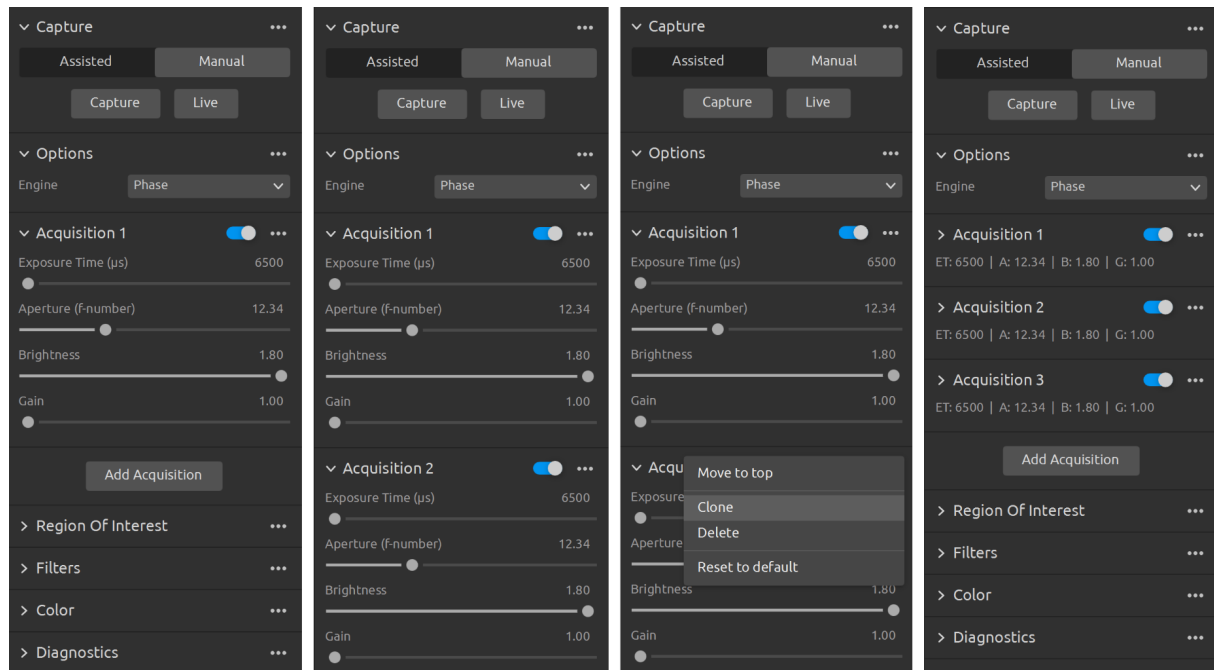 Capture •••
Assisted Manual
Capture Live
Options •••
Engine Phase
Acquisition 1 •••
Exposure Time (µs) 6500
Aperture (f-number) 12.34
Brightness 1.80
Gain 1.00
Add Acquisition
Region Of Interest •••
Filters •••
Color •••
Diagnostics •••
Capture •••
Assisted Manual
Capture Live
Options •••
Engine Phase
Acquisition 1 •••
Exposure Time (µs) 6500
Aperture (f-number) 12.34
Brightness 1.80
Gain 1.00
Acquisition 2 •••
Exposure Time (µs) 6500
Aperture (f-number) 12.34
Brightness 1.80
Gain 1.00
Capture •••
Assisted Manual
Capture Live
Options •••
Engine Phase
Acquisition 1 •••
Exposure Time (µs) 6500
Aperture (f-number) 12.34
Brightness 1.80
Gain 1.00
Acqu
Move to top
Exposure
Clone
Delete
Aperture
Reset to default
Brightness 1.80
Gain 1.00
Capture •••
Assisted Manual
Capture Live
Options •••
Engine Phase
Acquisition 1 •••
ET: 6500 | A: 12.34 | B: 1.80 | G: 1.00
Acquisition 2 •••
ET: 6500 | A: 12.34 | B: 1.80 | G: 1.00
Acquisition 3 •••
ET: 6500 | A: 12.34 | B: 1.80 | G: 1.00
Add Acquisition
Region Of Interest •••
Filters •••
Color •••
Diagnostics •••